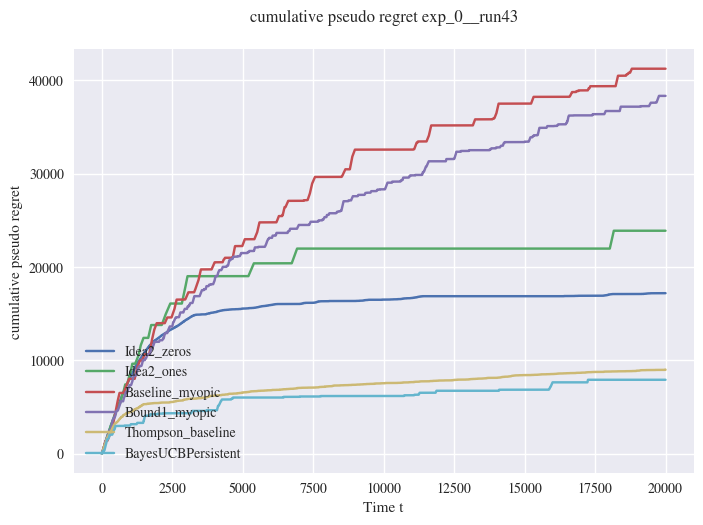 cumulative pseudo regret exp_0__run43
cumulative pseudo regret
40000
30000
20000
10000
0
Idea2_zeros
Idea2_ones
Baseline_myopic
Bound1_myopic
Thompson_baseline
BayesUCBPersistent
0 2500 5000 7500 10000 12500 15000 17500 20000
Time t